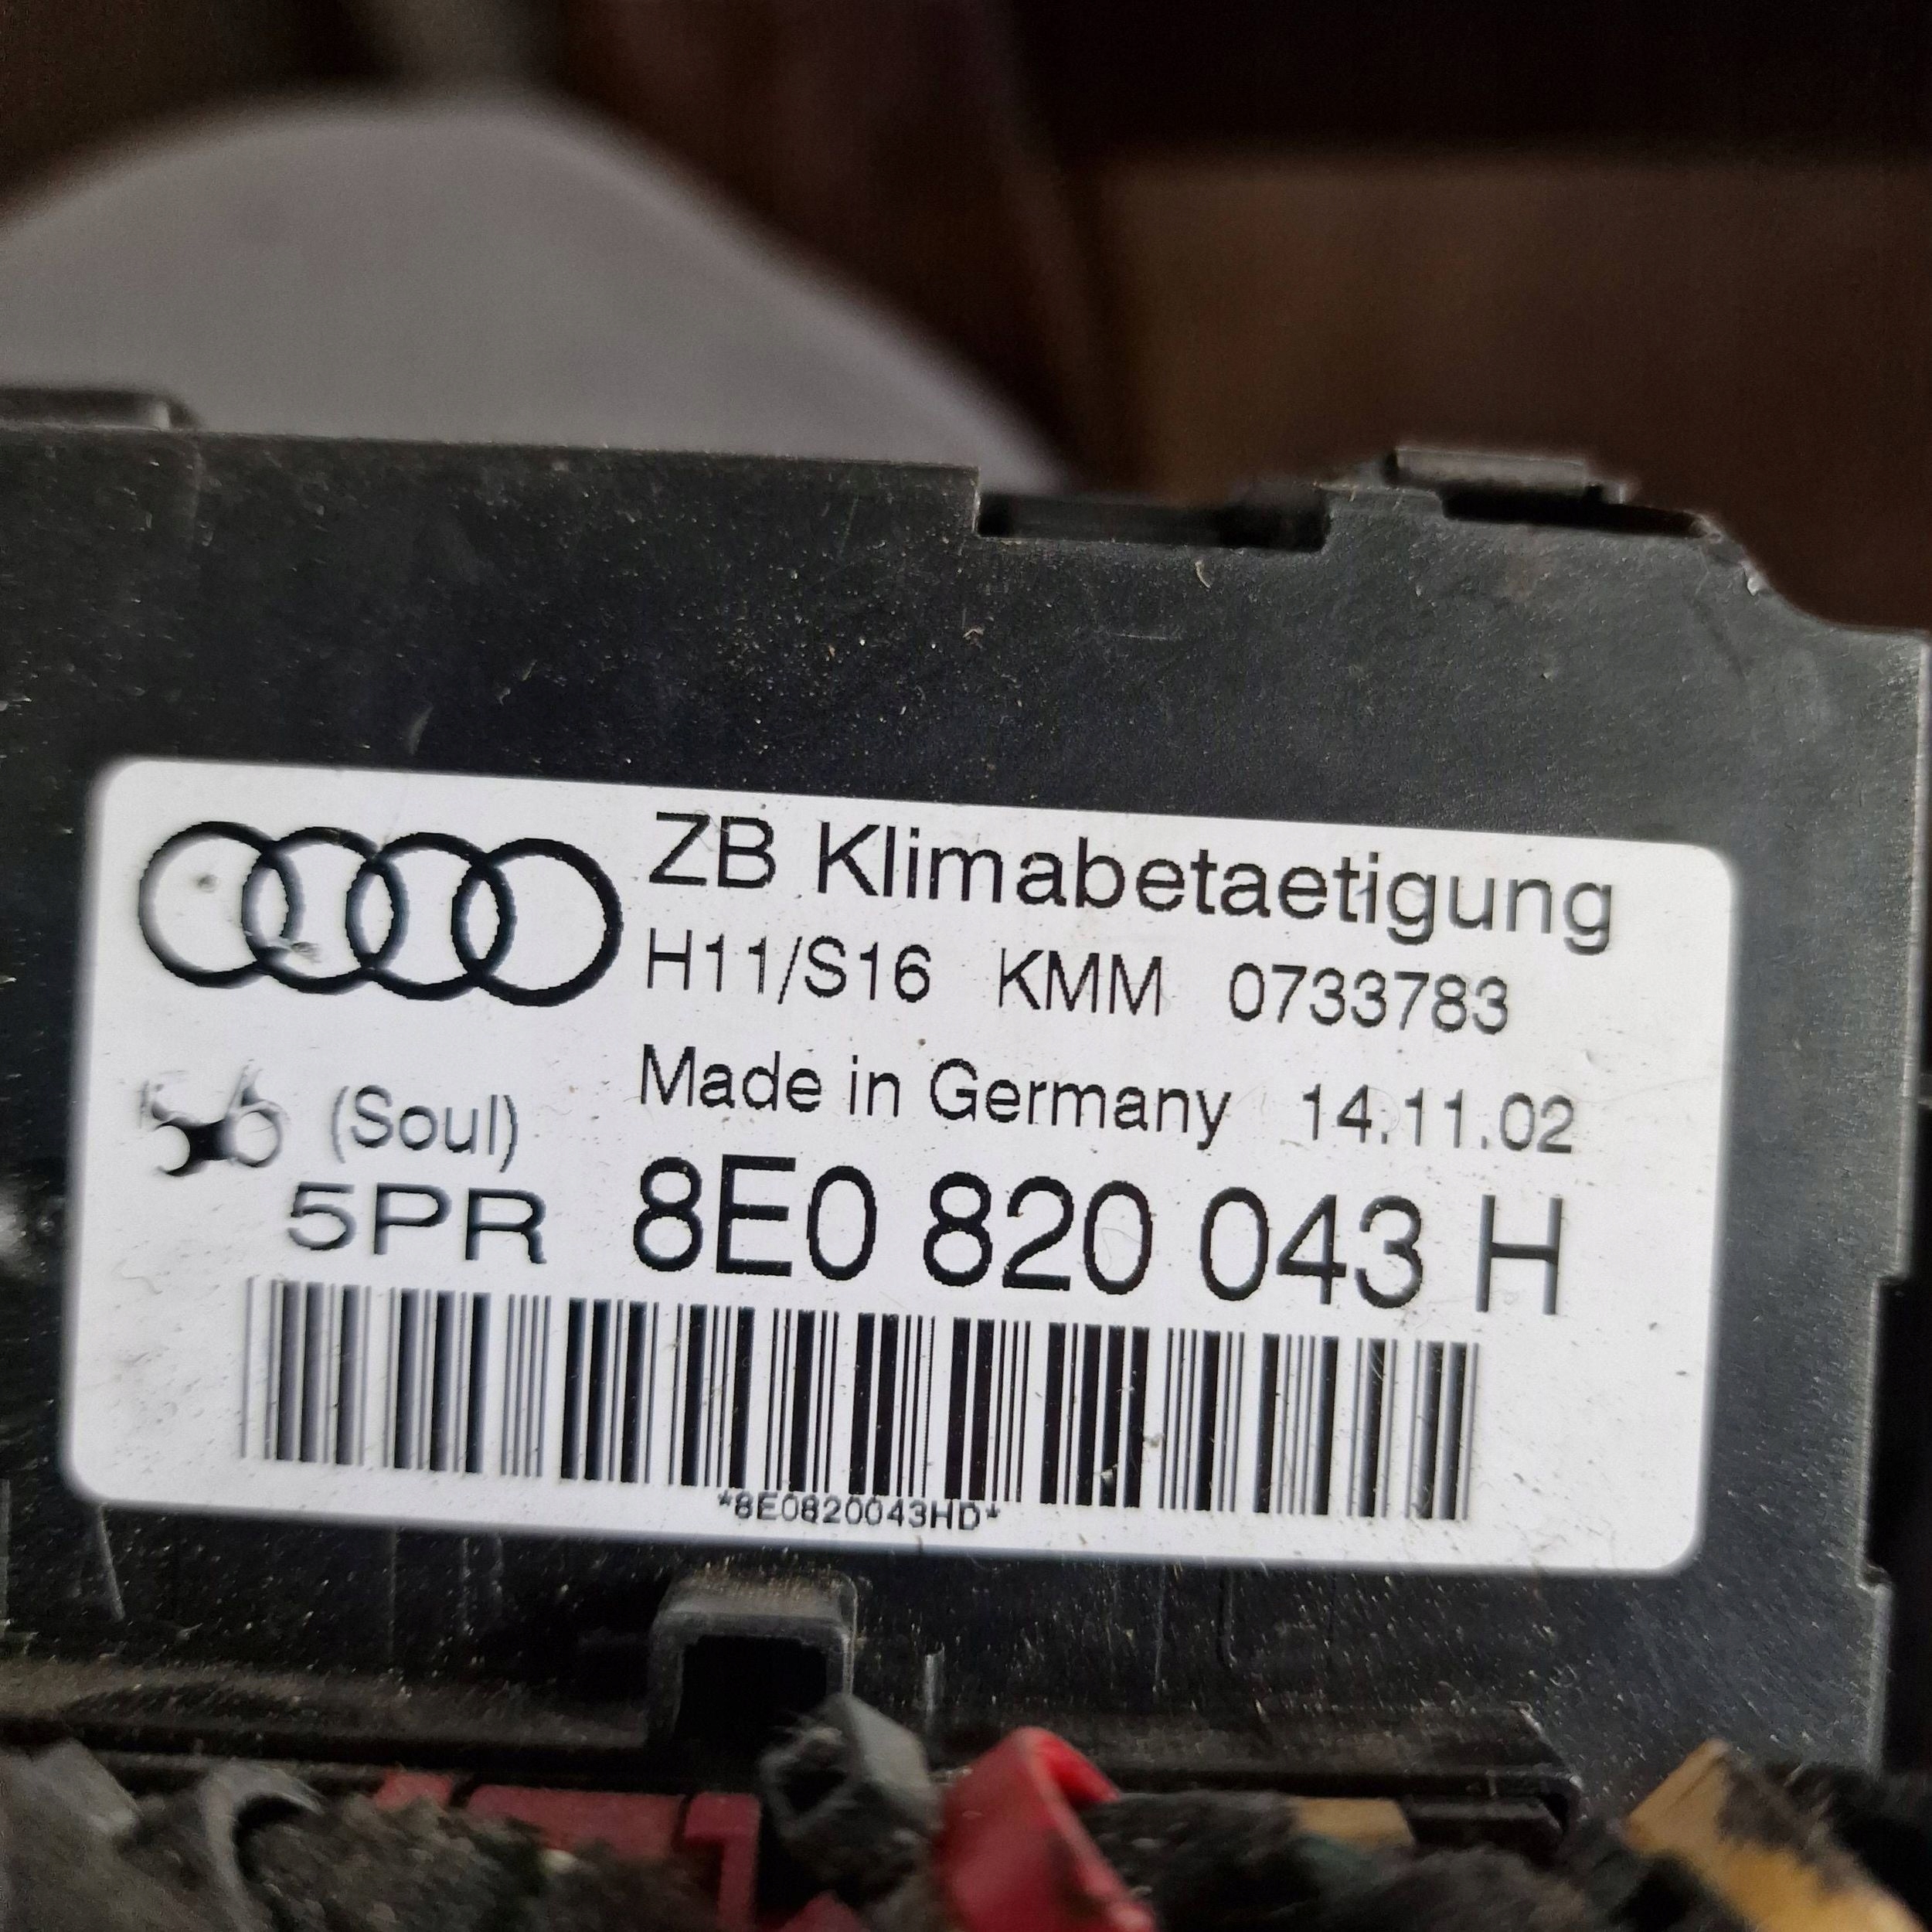 ZB Klimabetaetigung
H11/S16 KMM 0733783
Made in Germany 14.11.02
(Soul)
5PR 8E0 820 043 H
*8E0820043HD*